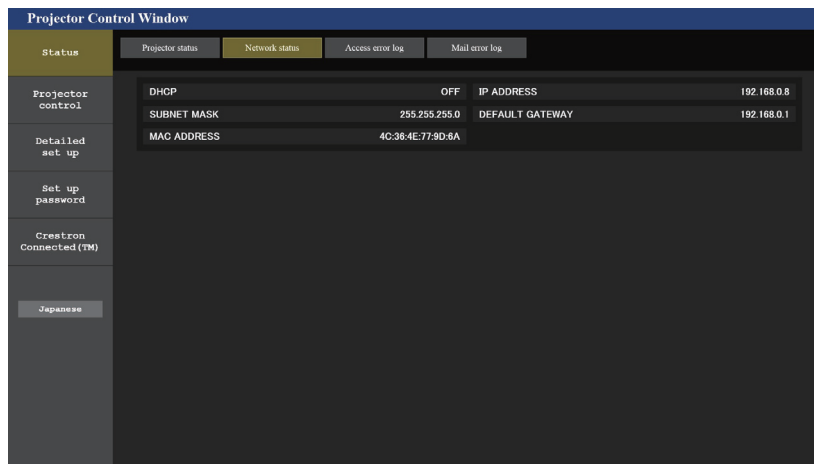 Projector Control Window
Status
Projector status
Network status
Access error log
Mail error log
Projector
control
Detailed
set up
Set up
password
Crestron
Connected(TM)
Japanese
DHCP OFF IP ADDRESS 192.168.0.8
SUBNET MASK 255.255.255.0 DEFAULT GATEWAY 192.168.0.1
MAC ADDRESS 4C:36:4E:77:9D:6A